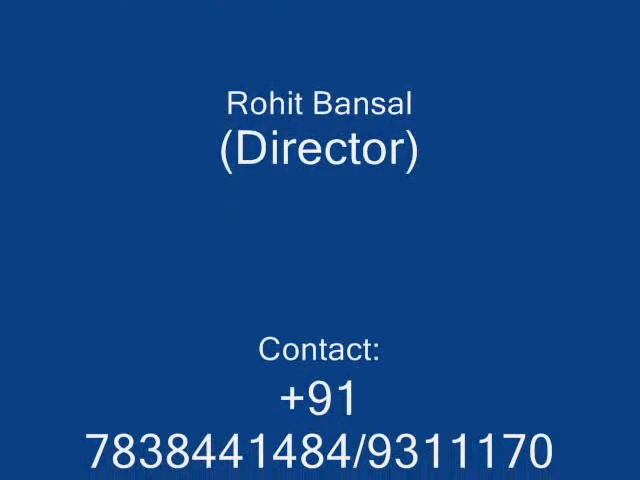 Rohit Bansal
(Director)
Contact:
+91
7838441484/9311170